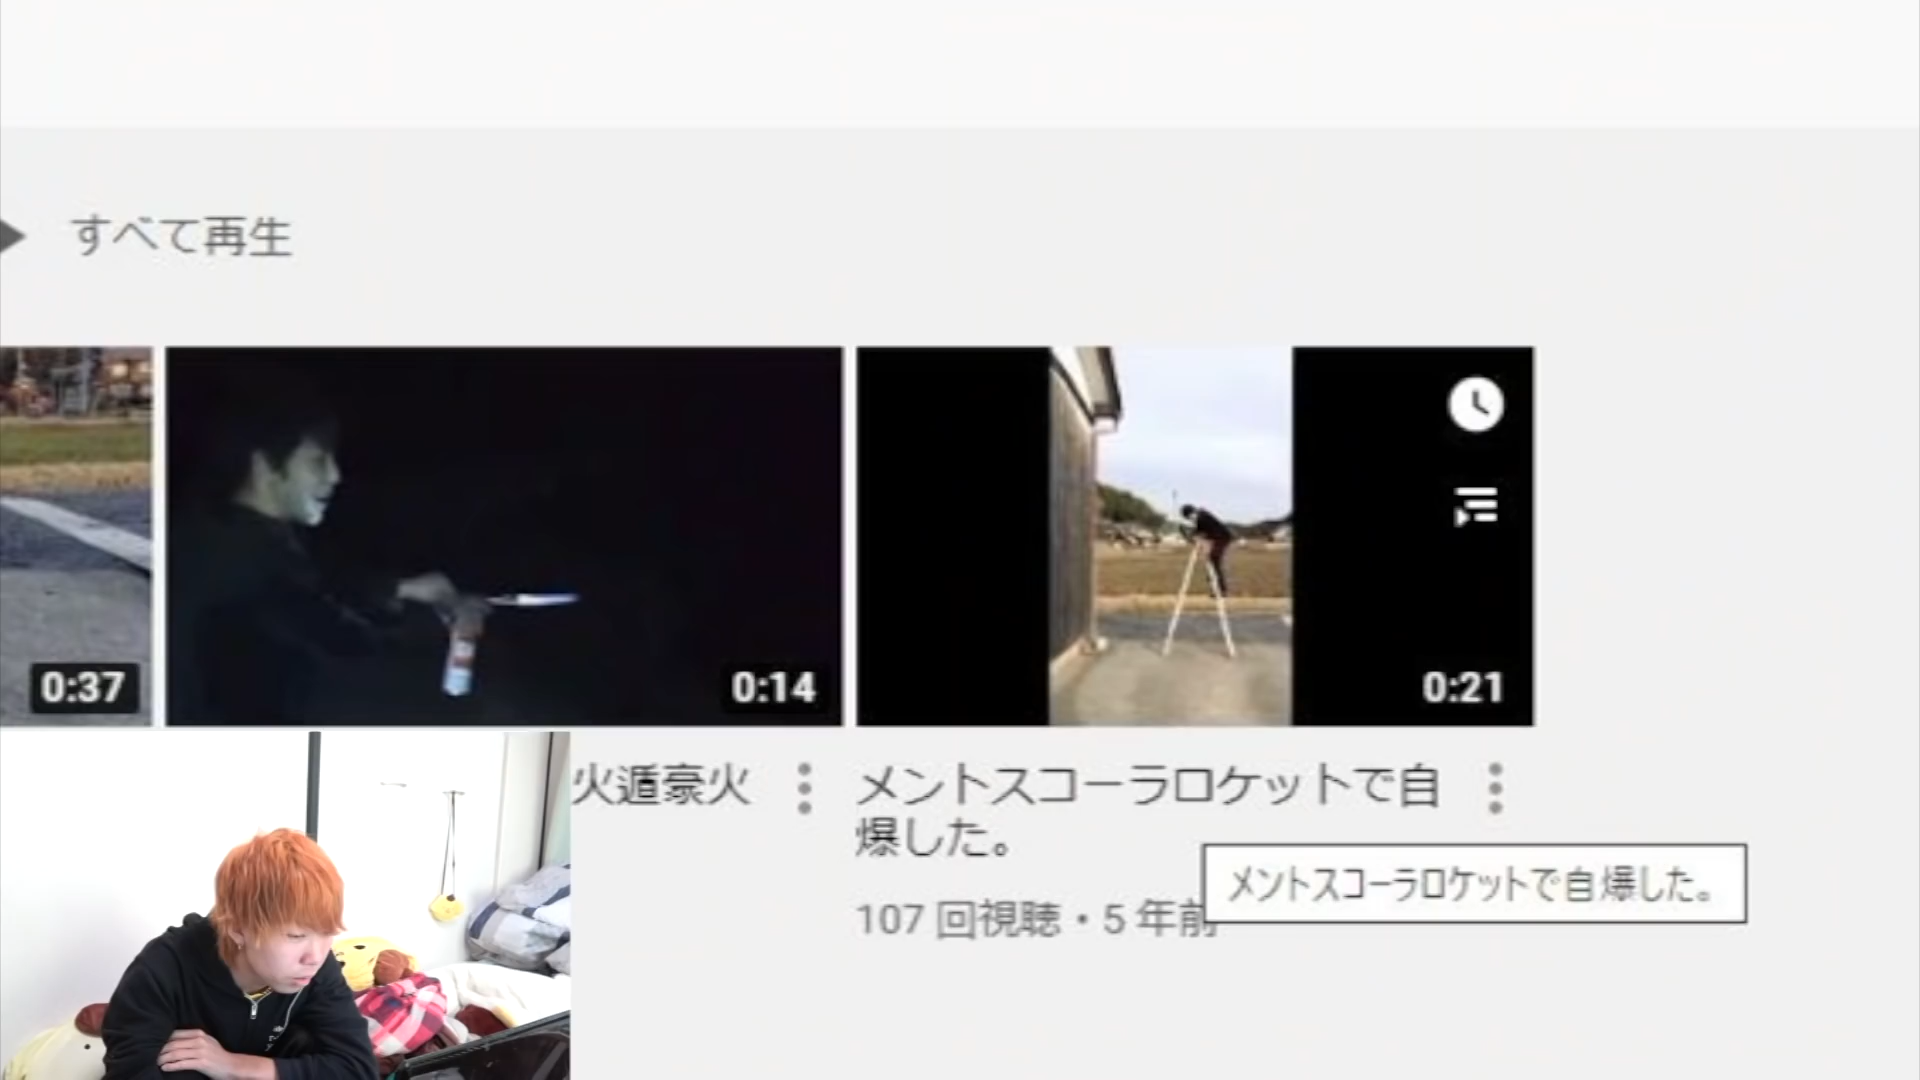 すべて再生
0:37
0:14
0:21
火遁豪火
メントスコーラロケットで自
爆した。
メントスコーラロケットで自爆した。
107 回視聴・5 年前